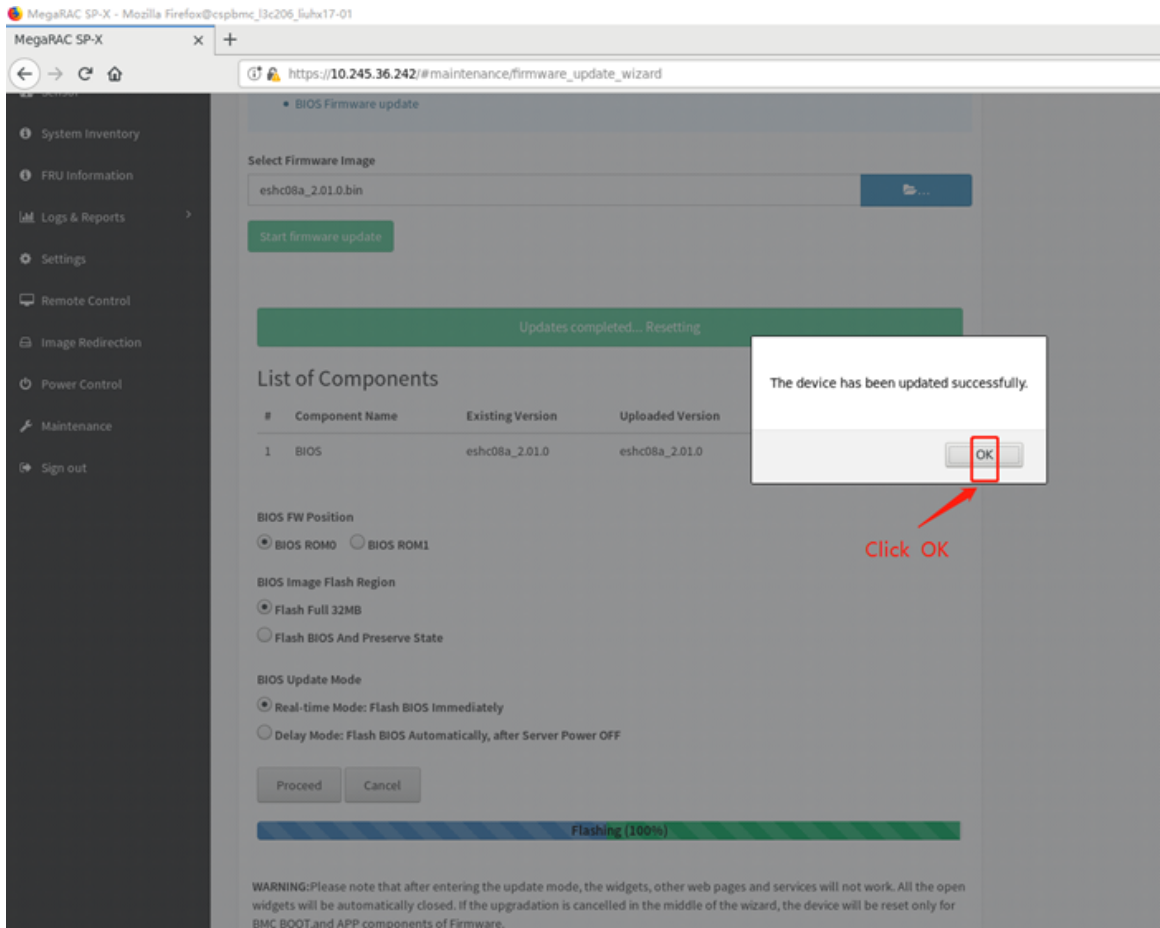 MegaRAC SP-X - Mozilla Firefox@cspbmc_l3c206_liuhx17-01
MegaRAC SP-X × +
https://10.245.36.242/#maintenance/firmware_update_wizard
Sensor
System Inventory
FRU Information
Logs & Reports >
Settings
Remote Control
Image Redirection
Power Control
Maintenance
Sign out
• BIOS Firmware update
Select Firmware Image
eshc08a_2.01.0.bin
...
Start firmware update
Updates completed... Resetting
List of Components
# Component Name Existing Version Uploaded Version
1 BIOS eshc08a_2.01.0 eshc08a_2.01.0
The device has been updated successfully.
OK
Click OK
BIOS FW Position
BIOS ROM0 BIOS ROM1
BIOS Image Flash Region
Flash Full 32MB
Flash BIOS And Preserve State
BIOS Update Mode
Real-time Mode: Flash BIOS Immediately
Delay Mode: Flash BIOS Automatically, after Server Power OFF
Proceed Cancel
Flashing (100%)
WARNING:Please note that after entering the update mode, the widgets, other web pages and services will not work. All the open
widgets will be automatically closed. If the upgradation is cancelled in the middle of the wizard, the device will be reset only for
BMC BOOT,and APP components of Firmware.